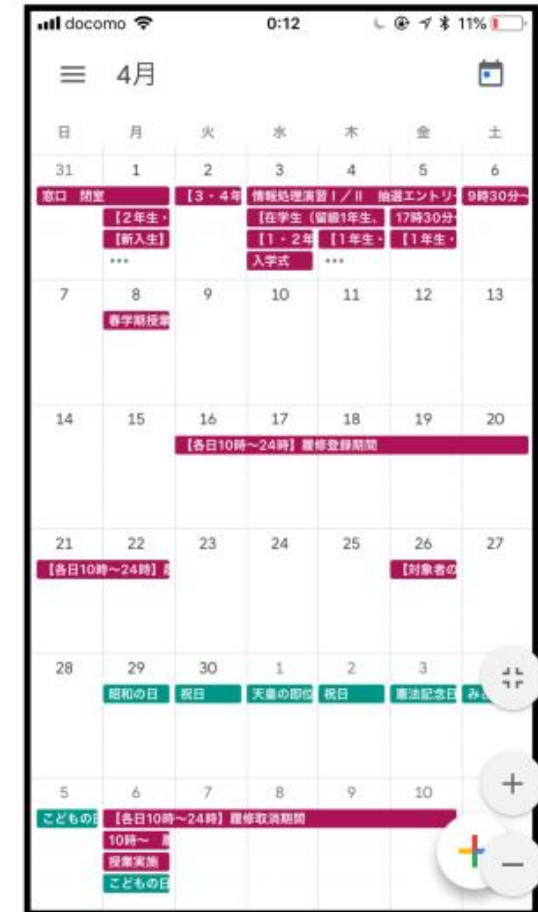 docomo 0:12 11%
4月
日 月 火 水 木 金 土
31 1 2 3 4 5 6
窓口 閉室 【3・4年 情報処理演習Ⅰ/Ⅱ 抽選エントリー 9時30分~
【2年生・ 【在学生(留級1年生、 17時30分~
【新入生】 【1・2年 【1年生・ 【1年生・
入学式
7 8 9 10 11 12 13
春学期授業
14 15 16 17 18 19 20
【各日10時~24時】履修登録期間
21 22 23 24 25 26 27
【各日10時~24時】 【対象者の
28 29 30 1 2 3
昭和の日 祝日 天皇の即位 祝日 憲法記念日 み
5 6 7 8 9 10
こどもの日 【各日10時~24時】履修取消期間
10時~
授業実施
こどもの日